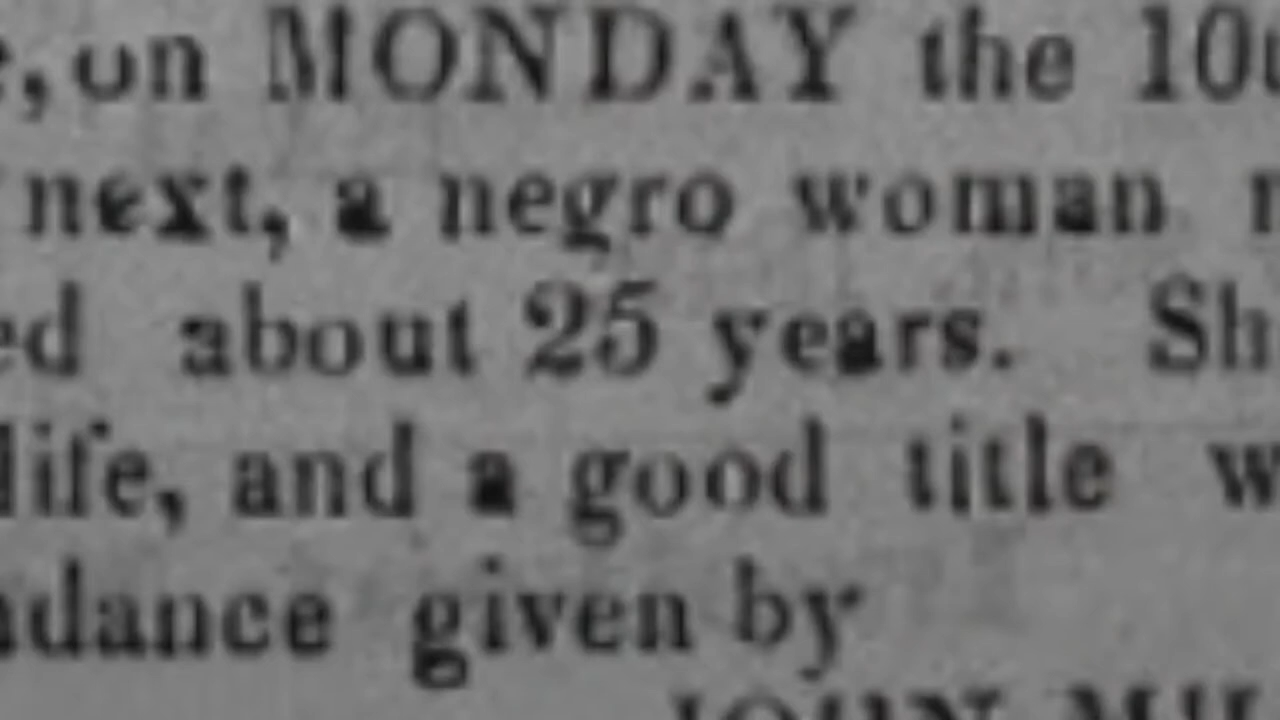 , on MONDAY the 10
next, a negro woman
ed about 25 years. Sh
life, and a good title w
dance given by
JOHN MIL